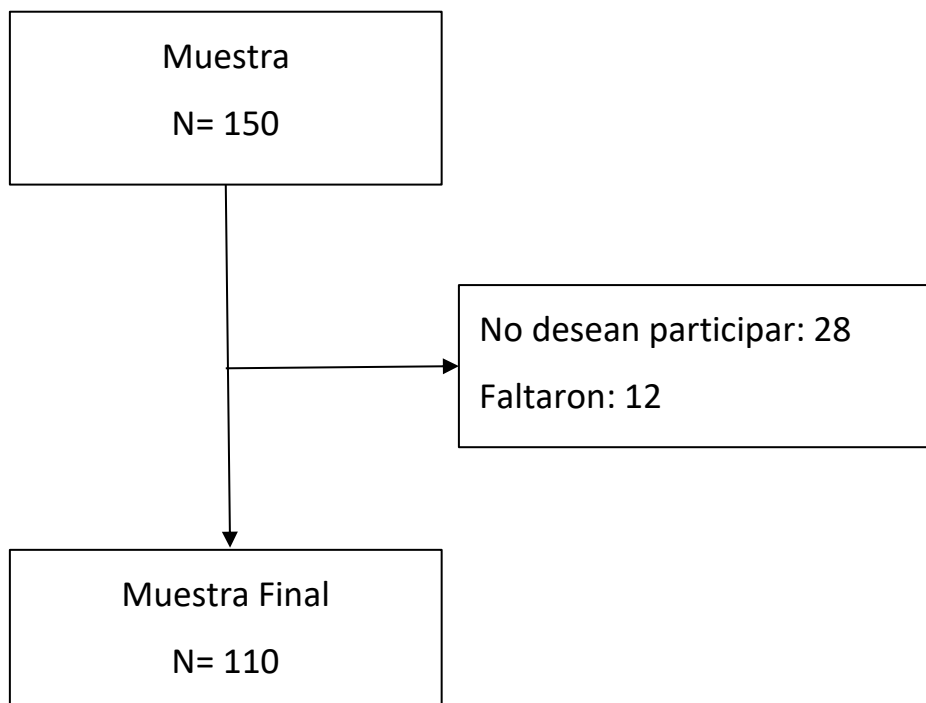 Muestra
N= 150
No desean participar: 28
Faltaron: 12
Muestra Final
N= 110